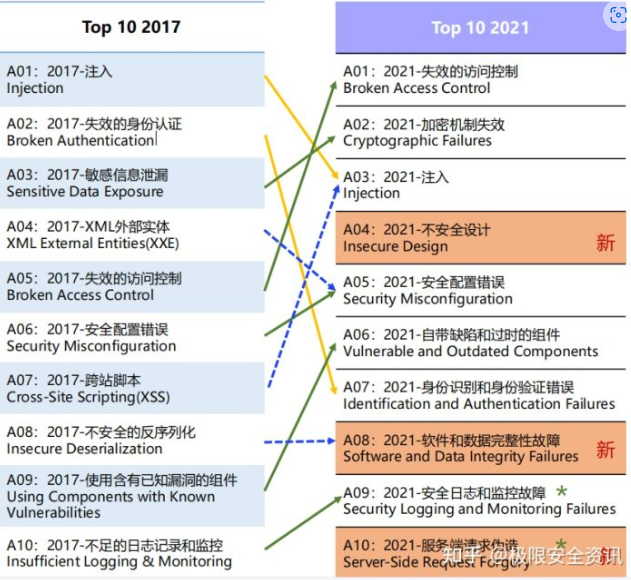 Top 10 2017
A01：2017-注入
Injection
A02：2017-失效的身份认证
Broken Authentication
A03：2017-敏感信息泄漏
Sensitive Data Exposure
A04：2017-XML外部实体
XML External Entities(XXE)
A05：2017-失效的访问控制
Broken Access Control
A06：2017-安全配置错误
Security Misconfiguration
A07：2017-跨站脚本
Cross-Site Scripting(XSS)
A08：2017-不安全的反序列化
Insecure Deserialization
A09：2017-使用含有已知漏洞的组件
Using Components with Known
Vulnerabilities
A10：2017-不足的日志记录和监控
Insufficient Logging & Monitoring
Top 10 2021
A01：2021-失效的访问控制
Broken Access Control
A02：2021-加密机制失效
Cryptographic Failures
A03：2021-注入
Injection
A04：2021-不安全设计
Insecure Design
新
A05：2021-安全配置错误
Security Misconfiguration
A06：2021-自带缺陷和过时的组件
Vulnerable and Outdated Components
A07：2021-身份识别和身份验证错误
Identification and Authentication Failures
A08：2021-软件和数据完整性故障
Software and Data Integrity Failures
新
A09：2021-安全日志和监控故障 *
Security Logging and Monitoring Failures
A10：2021-服务端请求伪造 *
Server-Side Request Forgery
新
知乎 @极限安全资讯